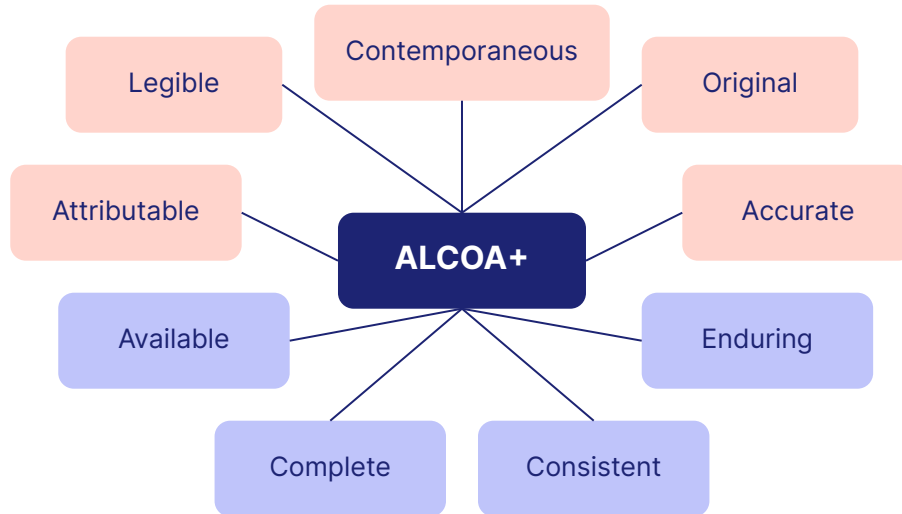 Contemporaneous
Legible
Original
Attributable
Accurate
ALCOA+
Available
Enduring
Complete
Consistent